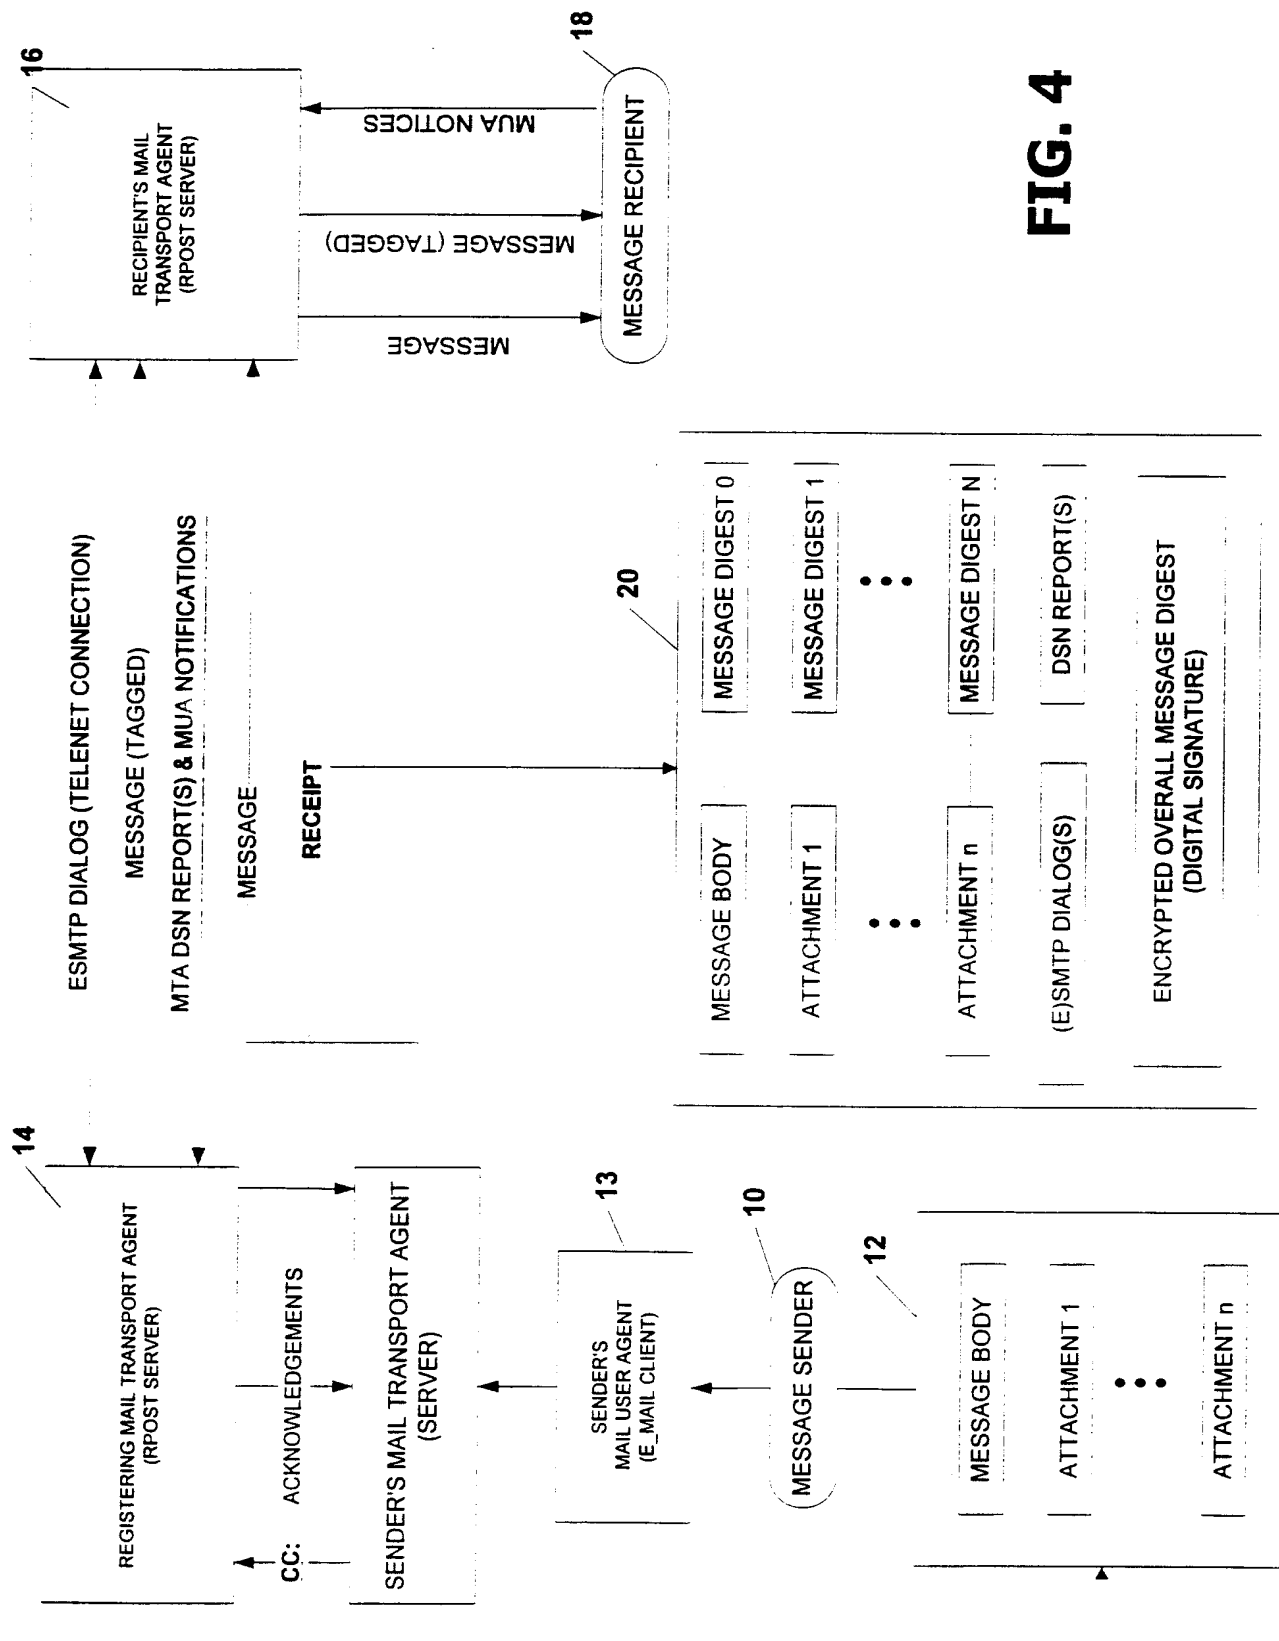 14
REGISTERING MAIL TRANSPORT AGENT
(RPOST SERVER)
CC:
ACKNOWLEDGEMENTS
SENDER'S MAIL TRANSPORT AGENT
(SERVER)
13
SENDER'S
MAIL USER AGENT
(E_MAIL CLIENT)
10
MESSAGE SENDER
12
MESSAGE BODY
ATTACHMENT 1
ATTACHMENT n
ESMTP DIALOG (TELENET CONNECTION)
MESSAGE (TAGGED)
MTA DSN REPORT(S) & MUA NOTIFICATIONS
MESSAGE
RECEIPT
20
MESSAGE BODY
MESSAGE DIGEST 0
ATTACHMENT 1
MESSAGE DIGEST 1
ATTACHMENT n
MESSAGE DIGEST N
(E)SMTP DIALOG(S)
DSN REPORT(S)
ENCRYPTED OVERALL MESSAGE DIGEST
(DIGITAL SIGNATURE)
16
RECIPIENT'S MAIL
TRANSPORT AGENT
(RPOST SERVER)
MESSAGE
MESSAGE (TAGGED)
MUA NOTICES
18
MESSAGE RECIPIENT
FIG. 4